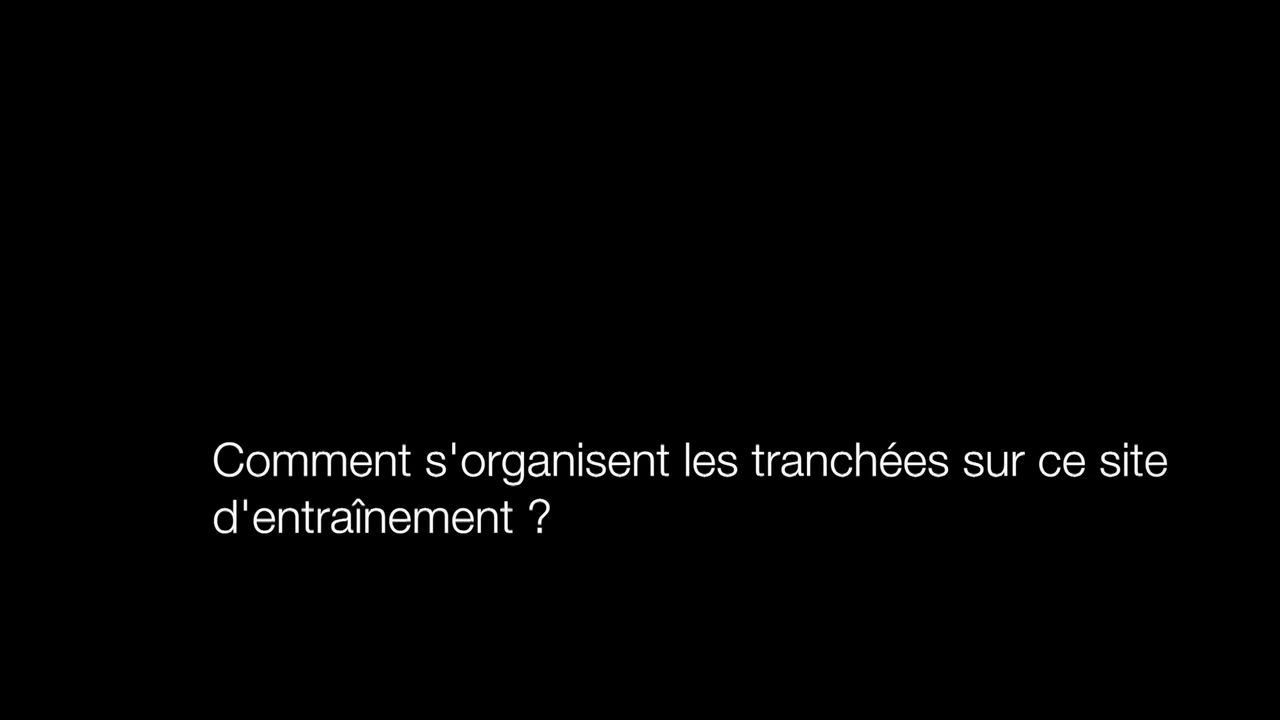 Comment s'organisent les tranchées sur ce site
d'entraînement ?